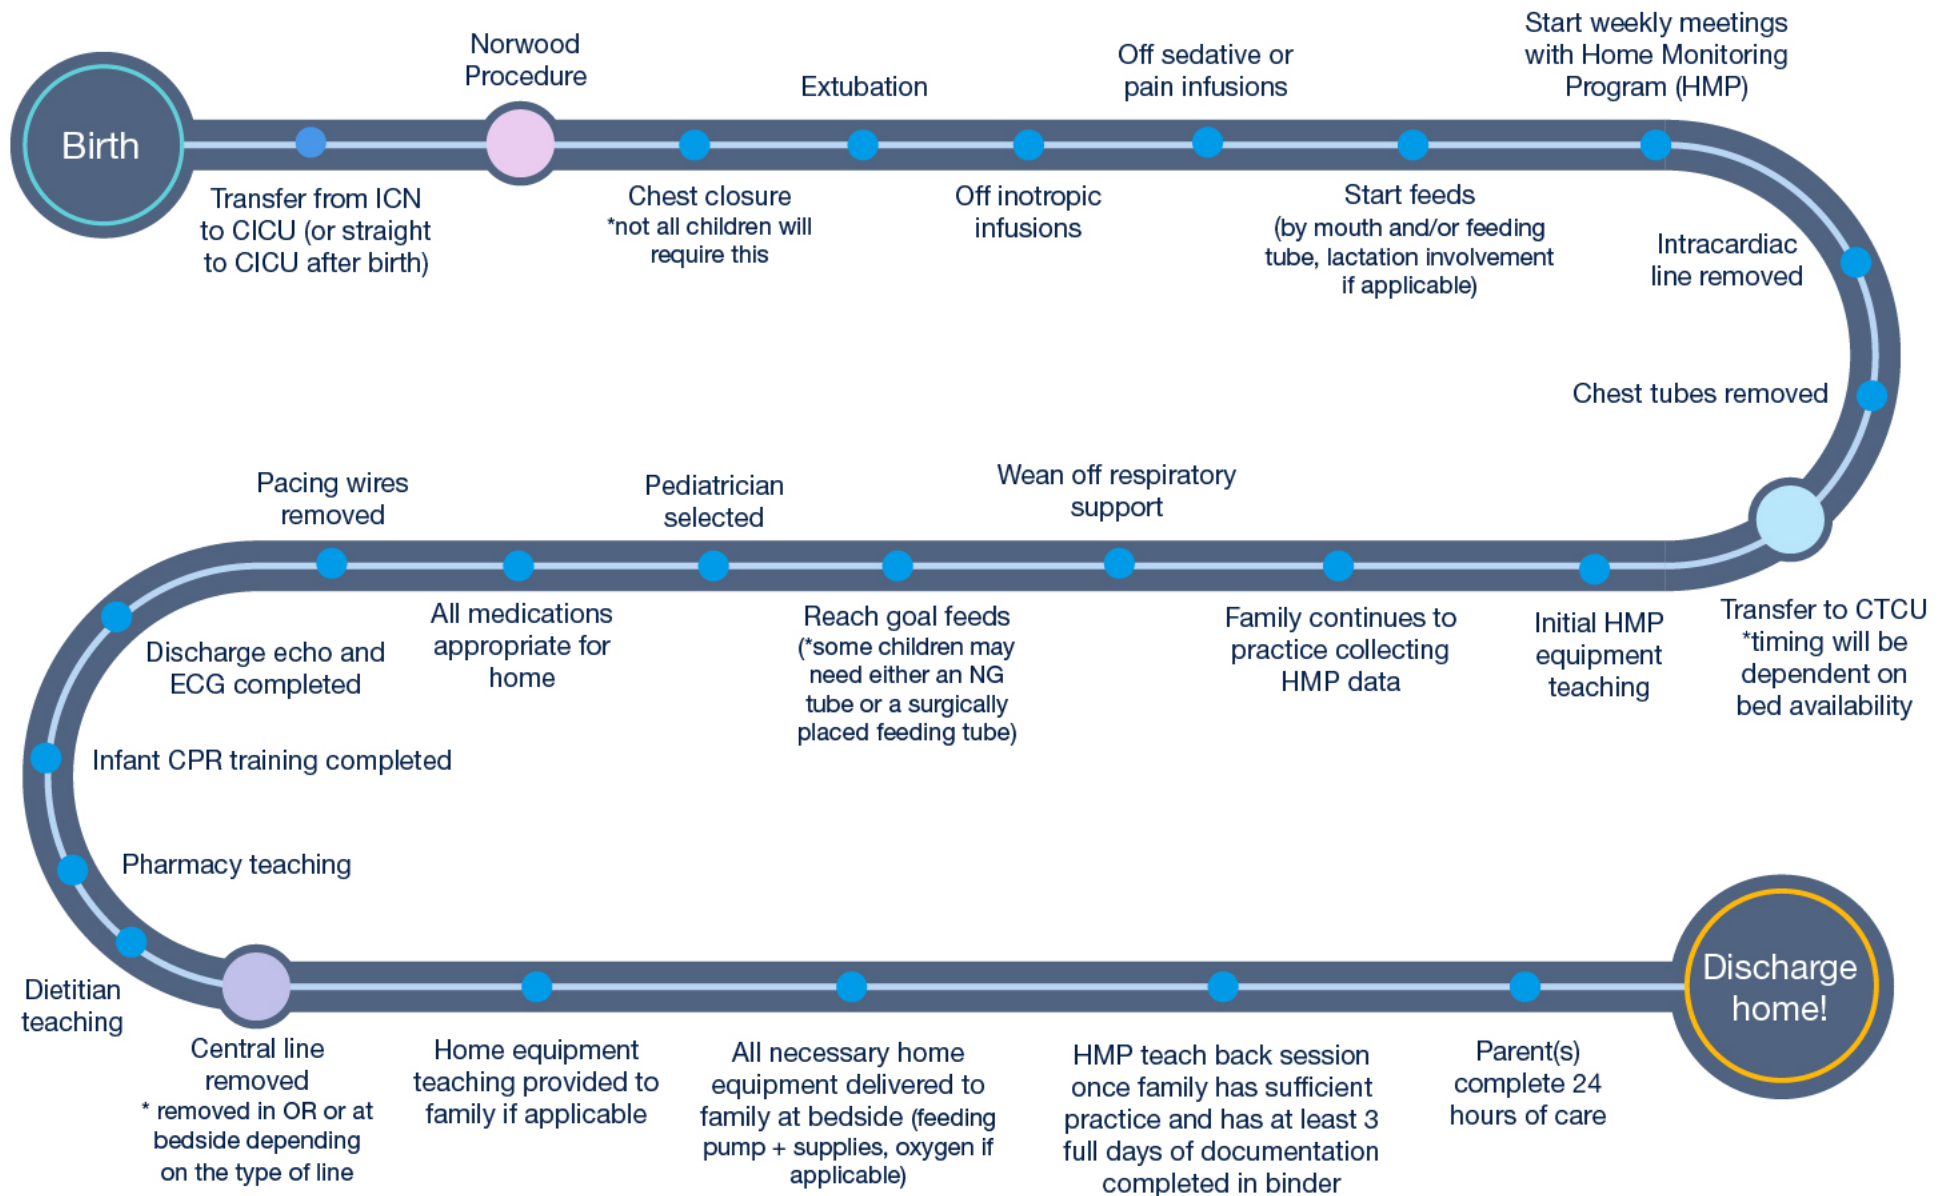 Birth
Transfer from ICN
to CICU (or straight
to CICU after birth)
Norwood
Procedure
Chest closure
*not all children will
require this
Extubation
Off inotropic
infusions
Off sedative or
pain infusions
Start feeds
(by mouth and/or feeding
tube, lactation involvement
if applicable)
Start weekly meetings
with Home Monitoring
Program (HMP)
Intracardiac
line removed
Chest tubes removed
Transfer to CTCU
*timing will be
dependent on
bed availability
Initial HMP
equipment
teaching
Family continues to
practice collecting
HMP data
Wean off respiratory
support
Reach goal feeds
(*some children may
need either an NG
tube or a surgically
placed feeding tube)
Pediatrician
selected
All medications
appropriate for
home
Pacing wires
removed
Discharge echo and
ECG completed
Infant CPR training completed
Pharmacy teaching
Dietitian
teaching
Central line
removed
* removed in OR or at
bedside depending
on the type of line
Home equipment
teaching provided to
family if applicable
All necessary home
equipment delivered to
family at bedside (feeding
pump + supplies, oxygen if
applicable)
HMP teach back session
once family has sufficient
practice and has at least 3
full days of documentation
completed in binder
Parent(s)
complete 24
hours of care
Discharge
home!